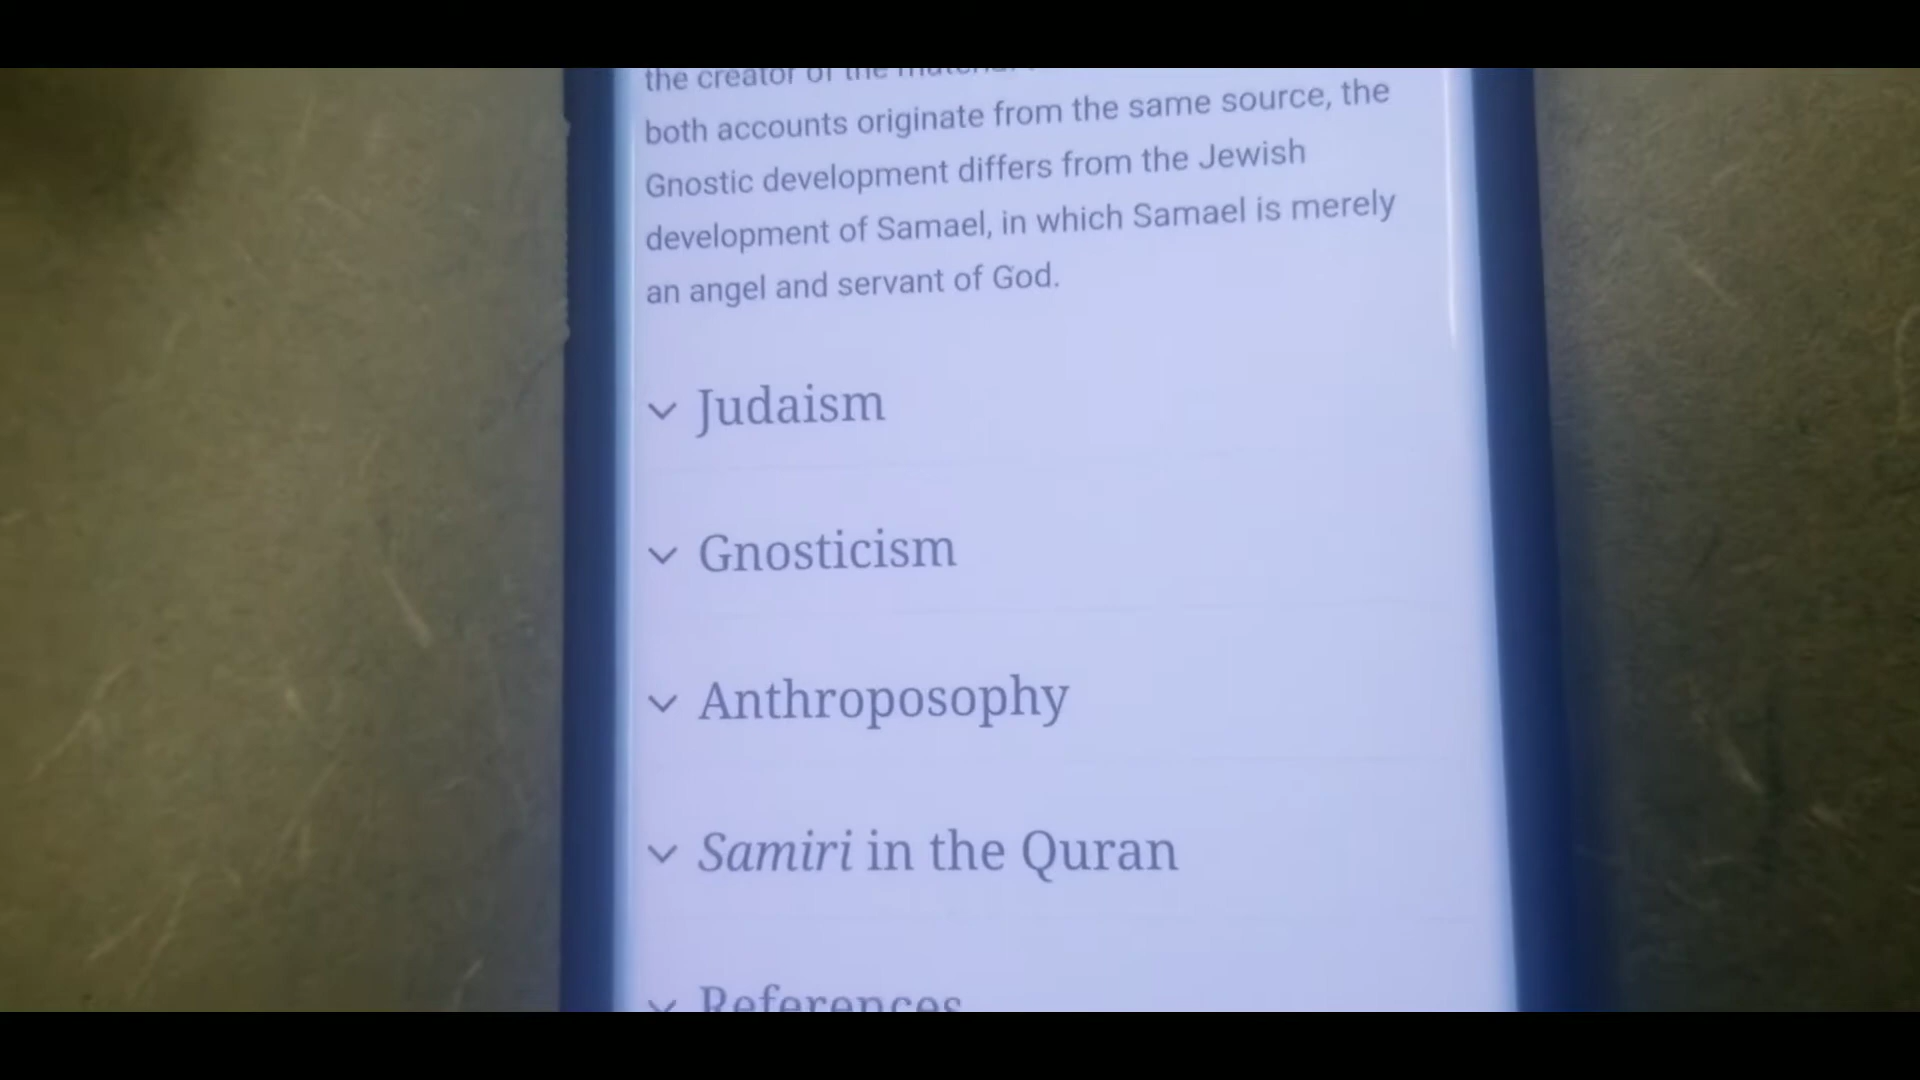 the creator of the material
both accounts originate from the same source, the
Gnostic development differs from the Jewish
development of Samael, in which Samael is merely
an angel and servant of God.
Judaism
Gnosticism
Anthroposophy
Samiri in the Quran
References